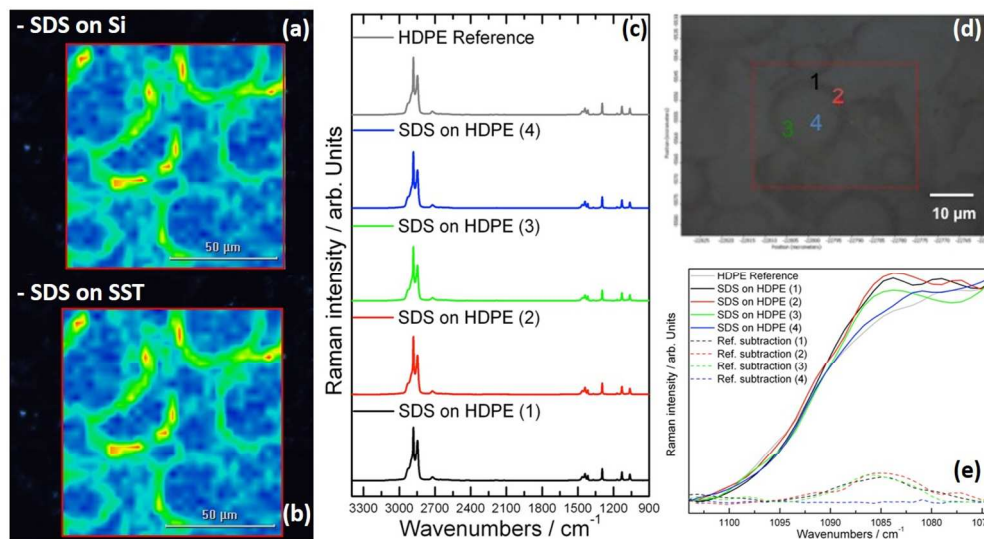 - SDS on Si
(a)
50 µm
- SDS on SST
50 µm
(b)
(c)
HDPE Reference
SDS on HDPE (4)
SDS on HDPE (3)
SDS on HDPE (2)
SDS on HDPE (1)
Raman intensity / arb. Units
3300 3000 2700 2400 2100 1800 1500 1200 900
Wavenumbers / cm⁻¹
(d)
1
2
3
4
10 µm
Position (micrometers)
HDPE Reference
SDS on HDPE (1)
SDS on HDPE (2)
SDS on HDPE (3)
SDS on HDPE (4)
Ref. subtraction (1)
Ref. subtraction (2)
Ref. subtraction (3)
Ref. subtraction (4)
Raman intensity / arb. Units
(e)
1100 1095 1090 1085 1080 107
Wavenumbers / cm⁻¹